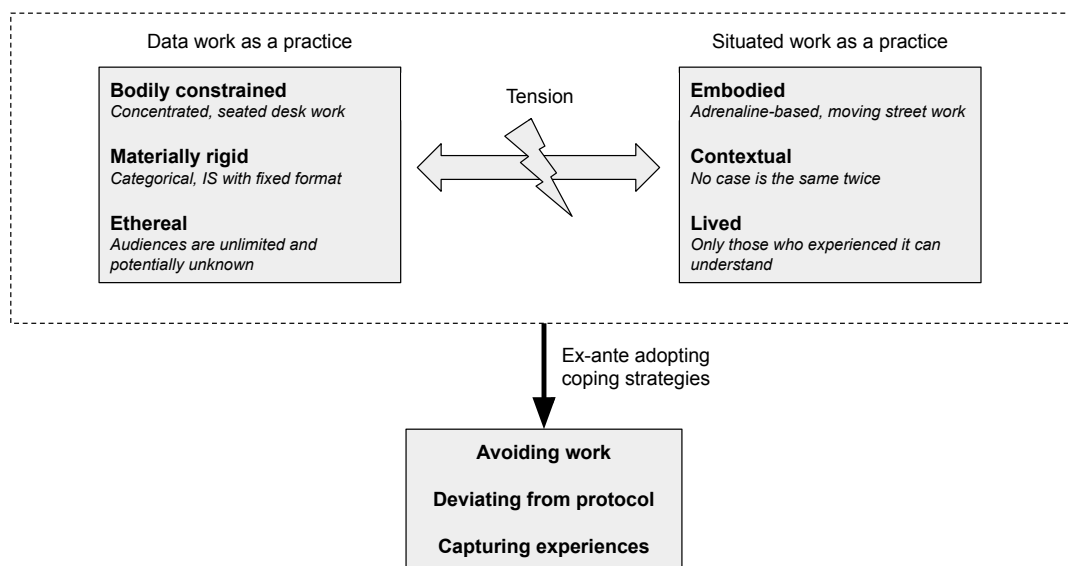 Data work as a practice
Bodily constrained
Concentrated, seated desk work
Materially rigid
Categorical, IS with fixed format
Ethereal
Audiences are unlimited and
potentially unknown
Tension
Situated work as a practice
Embodied
Adrenaline-based, moving street work
Contextual
No case is the same twice
Lived
Only those who experienced it can
understand
Ex-ante adopting
coping strategies
Avoiding work
Deviating from protocol
Capturing experiences